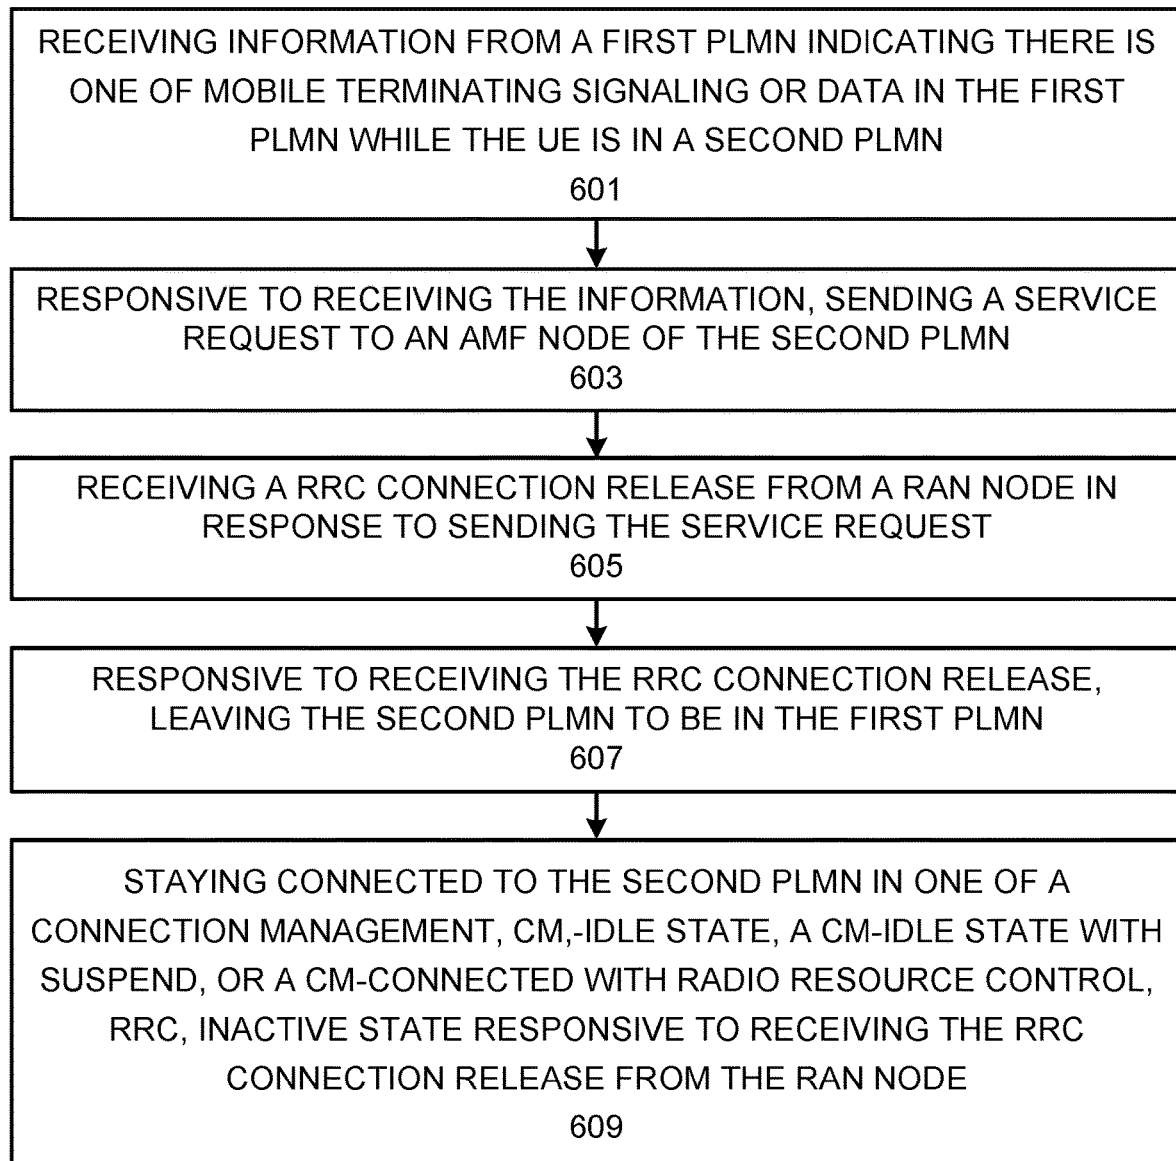 RECEIVING INFORMATION FROM A FIRST PLMN INDICATING THERE IS
ONE OF MOBILE TERMINATING SIGNALING OR DATA IN THE FIRST
PLMN WHILE THE UE IS IN A SECOND PLMN
601
RESPONSIVE TO RECEIVING THE INFORMATION, SENDING A SERVICE
REQUEST TO AN AMF NODE OF THE SECOND PLMN
603
RECEIVING A RRC CONNECTION RELEASE FROM A RAN NODE IN
RESPONSE TO SENDING THE SERVICE REQUEST
605
RESPONSIVE TO RECEIVING THE RRC CONNECTION RELEASE,
LEAVING THE SECOND PLMN TO BE IN THE FIRST PLMN
607
STAYING CONNECTED TO THE SECOND PLMN IN ONE OF A
CONNECTION MANAGEMENT, CM,-IDLE STATE, A CM-IDLE STATE WITH
SUSPEND, OR A CM-CONNECTED WITH RADIO RESOURCE CONTROL,
RRC, INACTIVE STATE RESPONSIVE TO RECEIVING THE RRC
CONNECTION RELEASE FROM THE RAN NODE
609